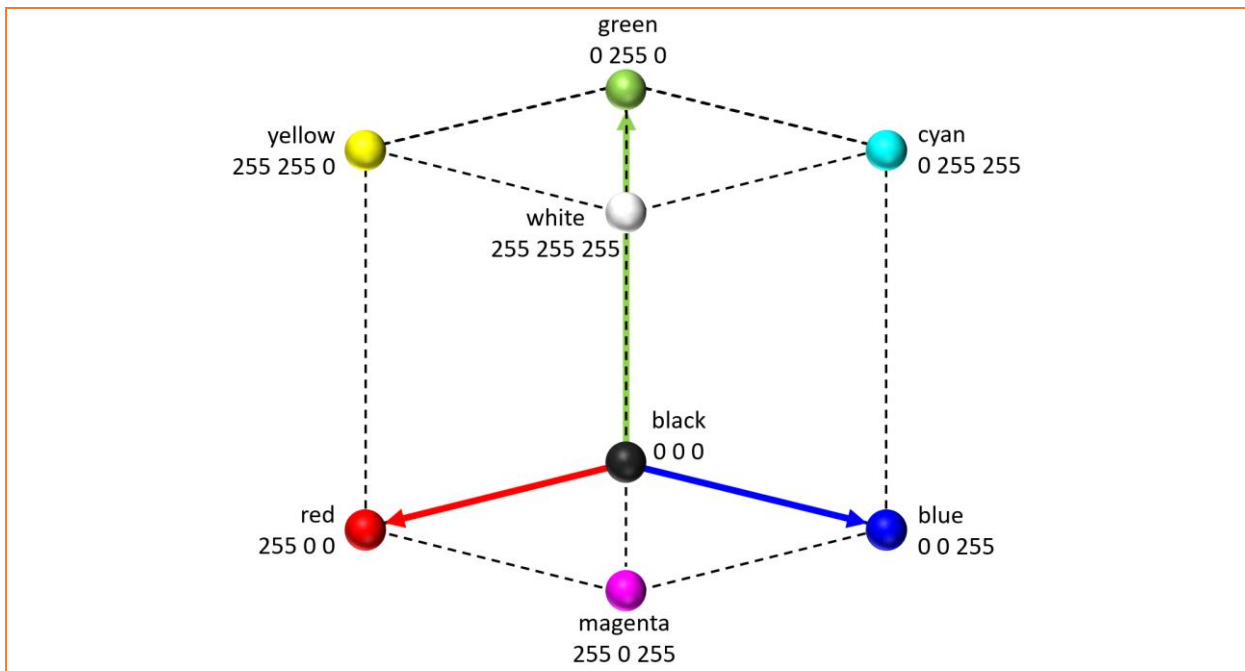 green
0 255 0
yellow
255 255 0
cyan
0 255 255
white
255 255 255
black
0 0 0
red
255 0 0
blue
0 0 255
magenta
255 0 255